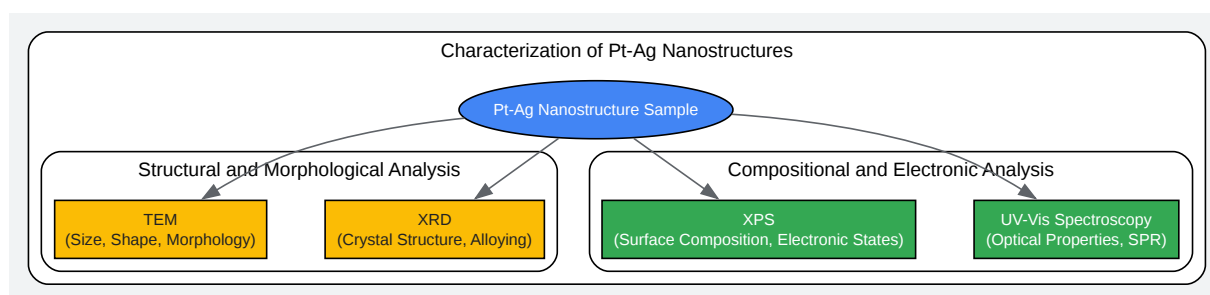 Characterization of Pt-Ag Nanostructures
Pt-Ag Nanostructure Sample
Structural and Morphological Analysis
Compositional and Electronic Analysis
TEM
(Size, Shape, Morphology)
XRD
(Crystal Structure, Alloying)
XPS
(Surface Composition, Electronic States)
UV-Vis Spectroscopy
(Optical Properties, SPR)